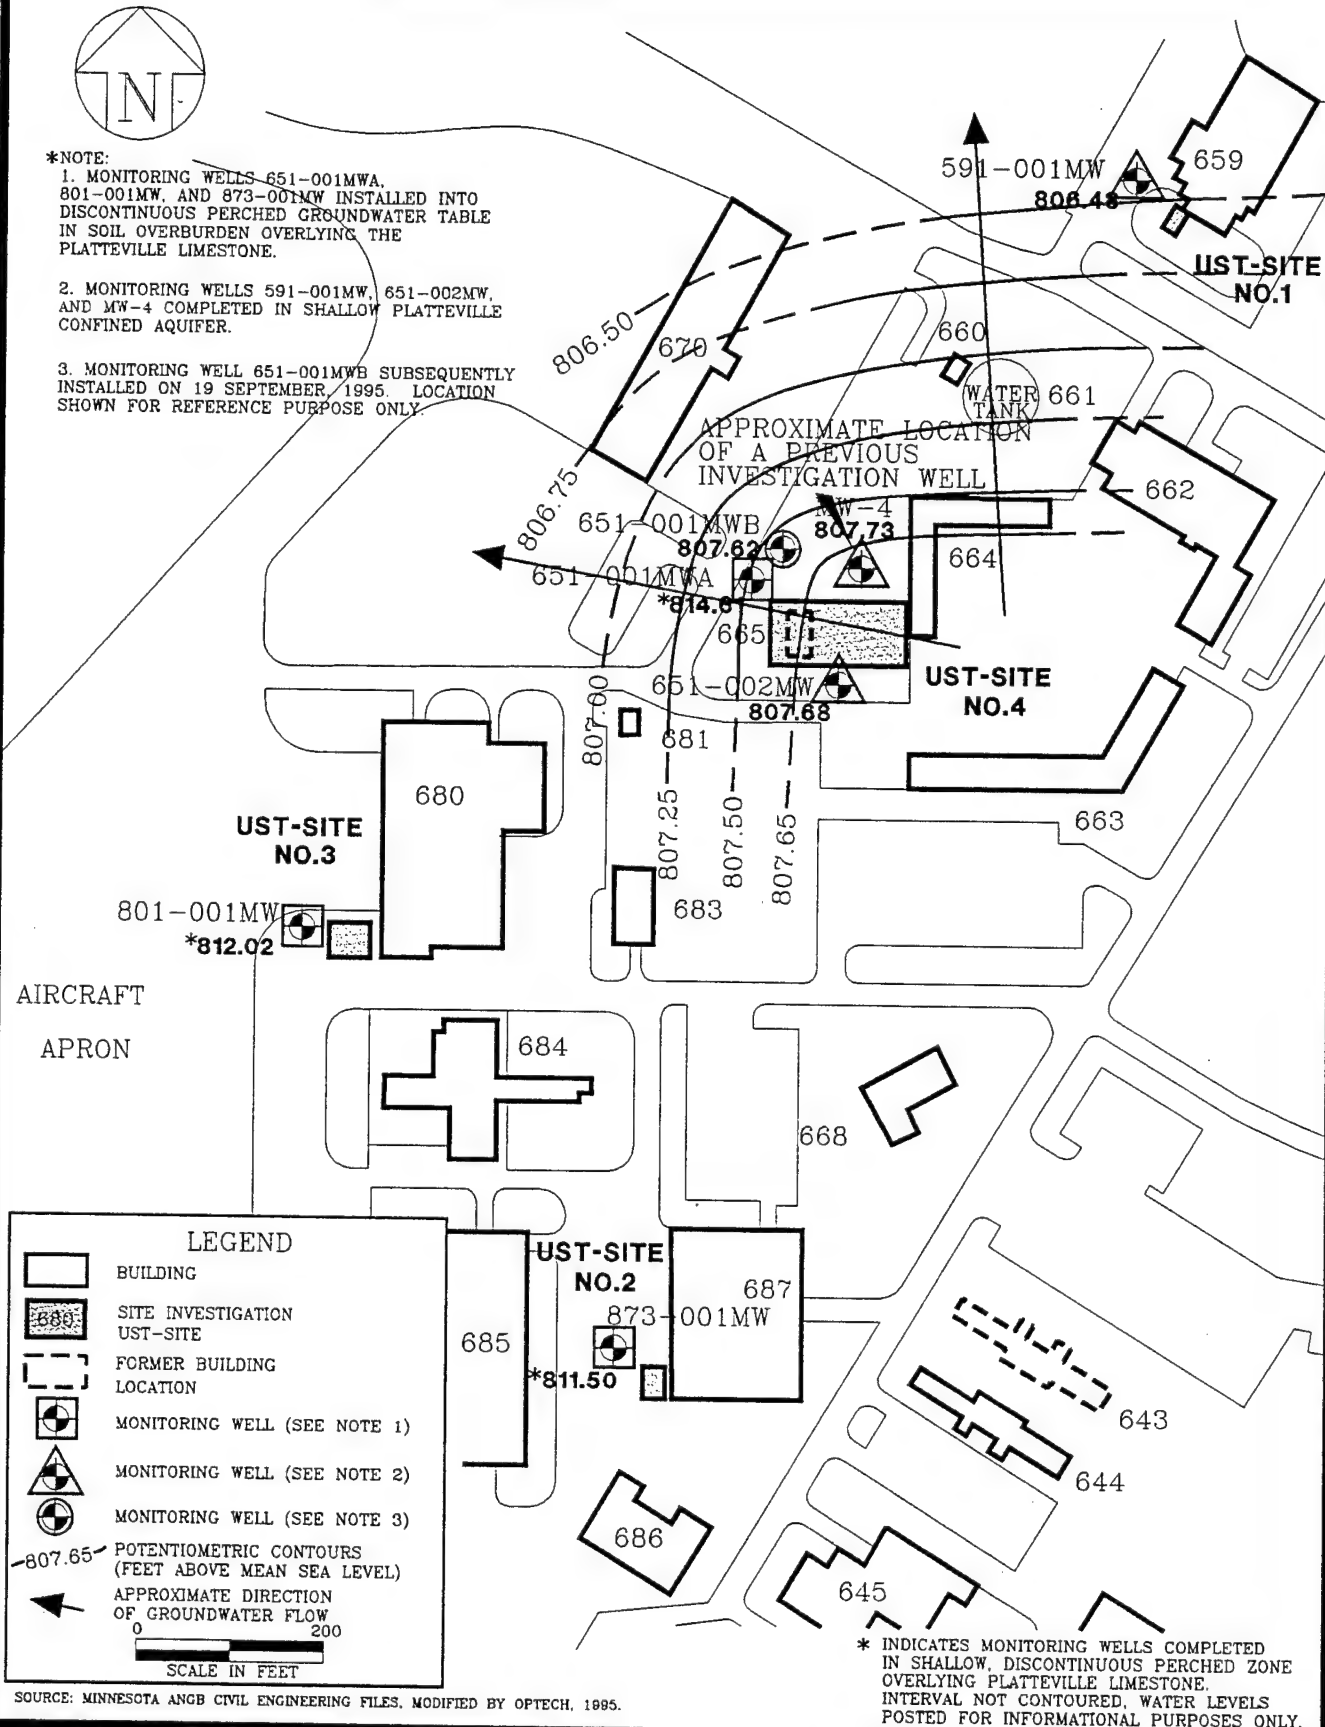 N
*NOTE:
1. MONITORING WELLS 651-001MWA,
801-001MW, AND 873-001MW INSTALLED INTO
DISCONTINUOUS PERCHED GROUNDWATER TABLE
IN SOIL OVERBURDEN OVERLYING THE
PLATTEVILLE LIMESTONE.
2. MONITORING WELLS 591-001MW, 651-002MW,
AND MW-4 COMPLETED IN SHALLOW PLATTEVILLE
CONFINED AQUIFER.
3. MONITORING WELL 651-001MWB SUBSEQUENTLY
INSTALLED ON 19 SEPTEMBER, 1995. LOCATION
SHOWN FOR REFERENCE PURPOSE ONLY.
591-001MW
806.48
659
UST-SITE
NO.1
806.50
670
660
WATER
TANK
661
APPROXIMATE LOCATION
OF A PREVIOUS
INVESTIGATION WELL
806.75
662
MW-4
807.73
651-001MWB
807.62
664
651-001MWA
665
UST-SITE
NO.4
651-002MW
807.68
807.00
681
680
807.25
807.50
807.65
663
UST-SITE
NO.3
801-001MW
*812.02
683
AIRCRAFT
APRON
684
668
UST-SITE
NO.2
687
873-001MW
685
*811.50
643
644
686
645
LEGEND
BUILDING
680
SITE INVESTIGATION
UST-SITE
FORMER BUILDING
LOCATION
MONITORING WELL (SEE NOTE 1)
MONITORING WELL (SEE NOTE 2)
MONITORING WELL (SEE NOTE 3)
-807.65-
POTENTIOMETRIC CONTOURS
(FEET ABOVE MEAN SEA LEVEL)
APPROXIMATE DIRECTION
OF GROUNDWATER FLOW
0 200
SCALE IN FEET
SOURCE: MINNESOTA ANGB CIVIL ENGINEERING FILES, MODIFIED BY OPTECH, 1995.
* INDICATES MONITORING WELLS COMPLETED
IN SHALLOW, DISCONTINUOUS PERCHED ZONE
OVERLYING PLATTEVILLE LIMESTONE.
INTERVAL NOT CONTOURED, WATER LEVELS
POSTED FOR INFORMATIONAL PURPOSES ONLY.